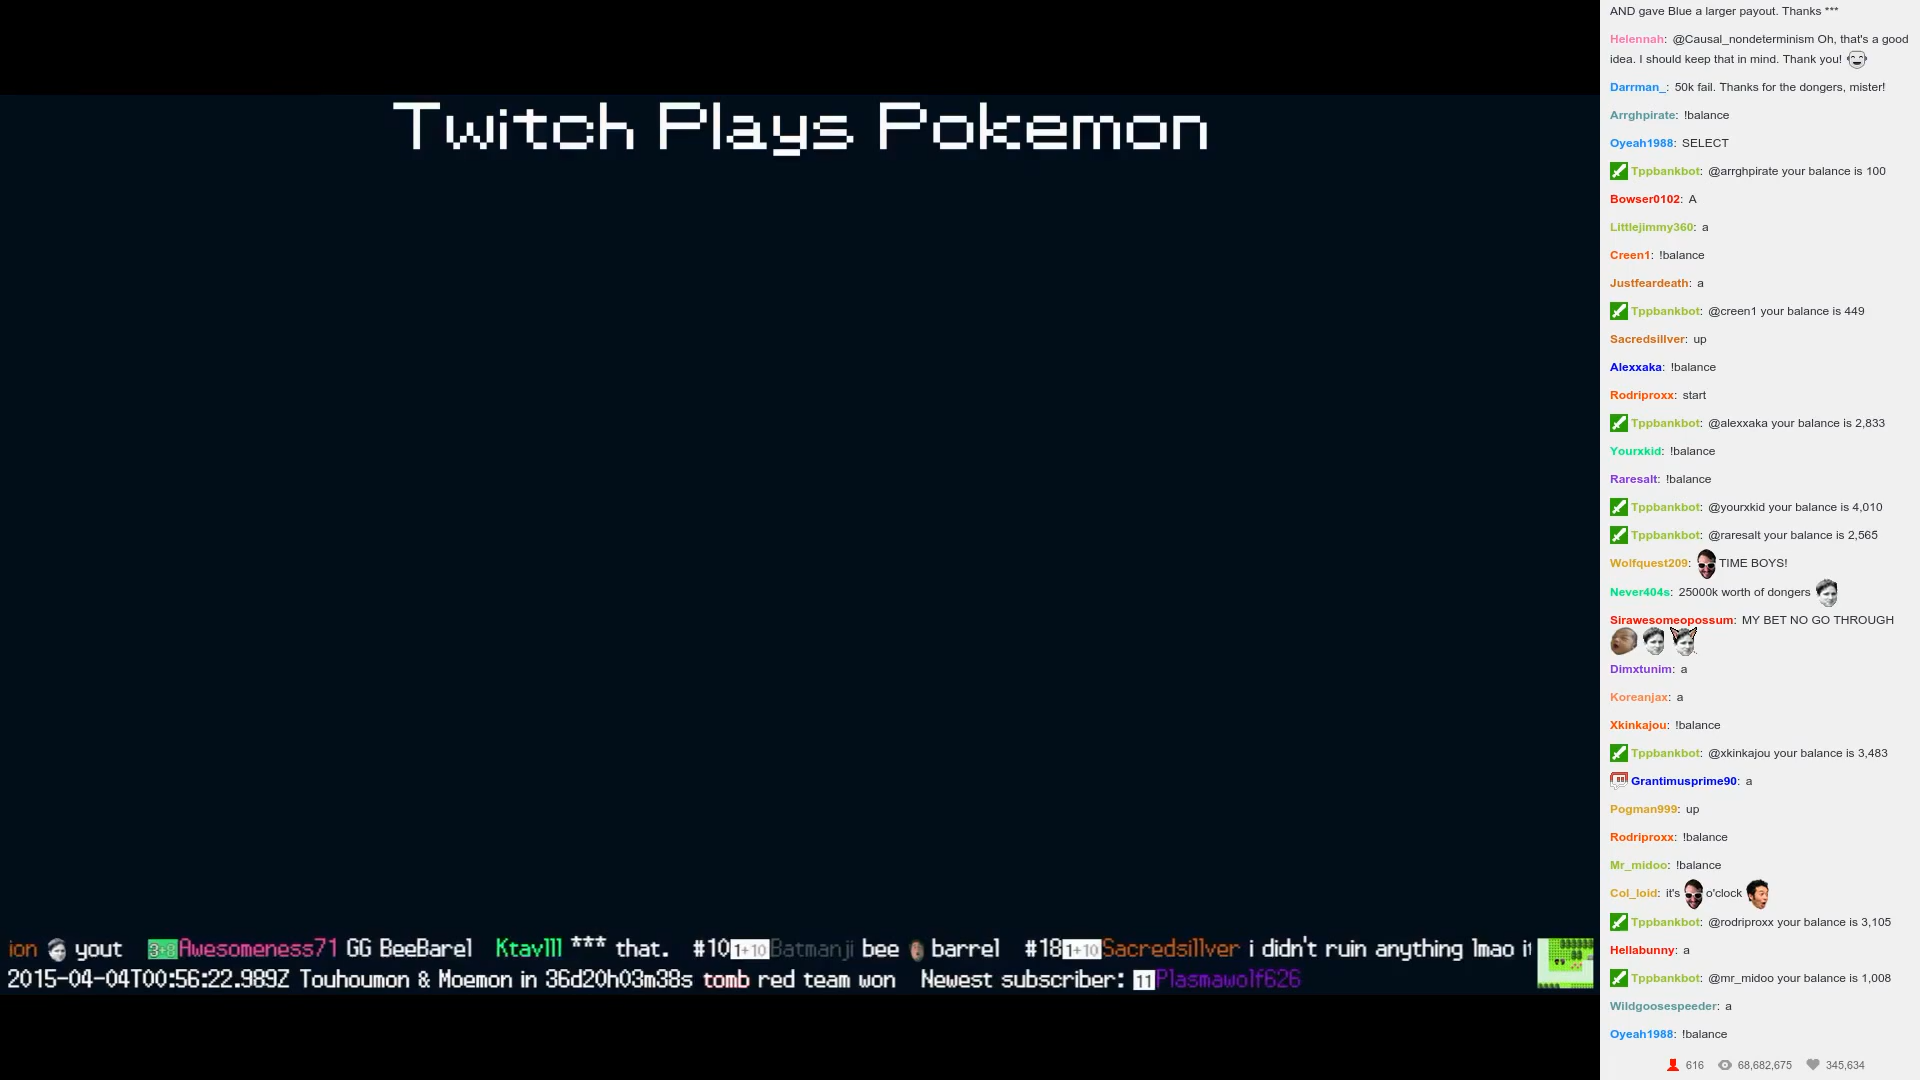 Twitch Plays Pokemon
ion yout 3+8 Awesomeness71 GG BeeBarel Ktavlll *** that. #10 1+10 Batmanji bee barrel #18 1+10 Sacredsillver i didn't ruin anything lmao it
2015-04-04T00:56:22.989Z Touhoumon & Moemon in 36d20h03m38s tomb red team won Newest subscriber: 11 Plasmawolf626
AND gave Blue a larger payout. Thanks ***
Helennah: @Causal_nondeterminism Oh, that's a good
idea. I should keep that in mind. Thank you!
Darrman_: 50k fail. Thanks for the dongers, mister!
Arrghpirate: !balance
Oyeah1988: SELECT
Tppbankbot: @arrghpirate your balance is 100
Bowser0102: A
Littlejimmy360: a
Creen1: !balance
Justfeardeath: a
Tppbankbot: @creen1 your balance is 449
Sacredsillver: up
Alexxaka: !balance
Rodriproxx: start
Tppbankbot: @alexxaka your balance is 2,833
Yourxkid: !balance
Raresalt: !balance
Tppbankbot: @yourxkid your balance is 4,010
Tppbankbot: @raresalt your balance is 2,565
Wolfquest209: TIME BOYS!
Never404s: 25000k worth of dongers
Sirawesomeopossum: MY BET NO GO THROUGH
Dimxtunim: a
Koreanjax: a
Xkinkajou: !balance
Tppbankbot: @xkinkajou your balance is 3,483
Grantimusprime90: a
Pogman999: up
Rodriproxx: !balance
Mr_midoo: !balance
Col_loid: it's o'clock
Tppbankbot: @rodriproxx your balance is 3,105
Hellabunny: a
Tppbankbot: @mr_midoo your balance is 1,008
Wildgoosespeeder: a
Oyeah1988: !balance
616 68,682,675 345,634